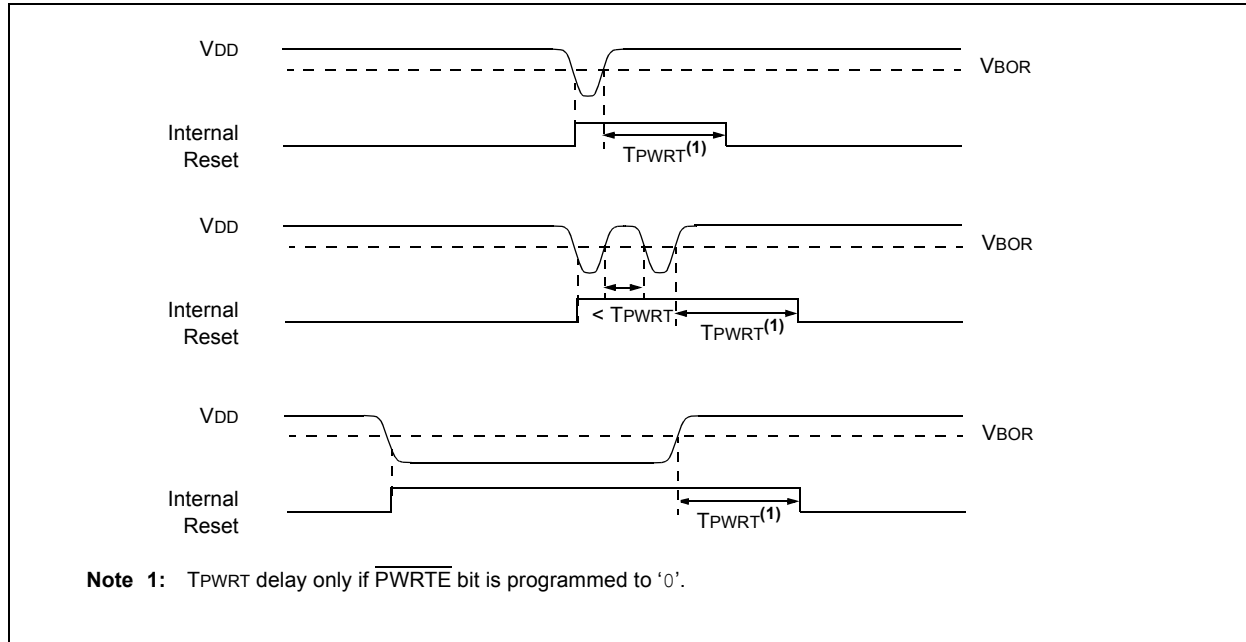 VDD
VBOR
Internal
Reset
TPWRT(1)
VDD
VBOR
Internal
Reset
< TPWRT
TPWRT(1)
VDD
VBOR
Internal
Reset
TPWRT(1)
Note 1: TPWRT delay only if PWRTE bit is programmed to ‘0’.